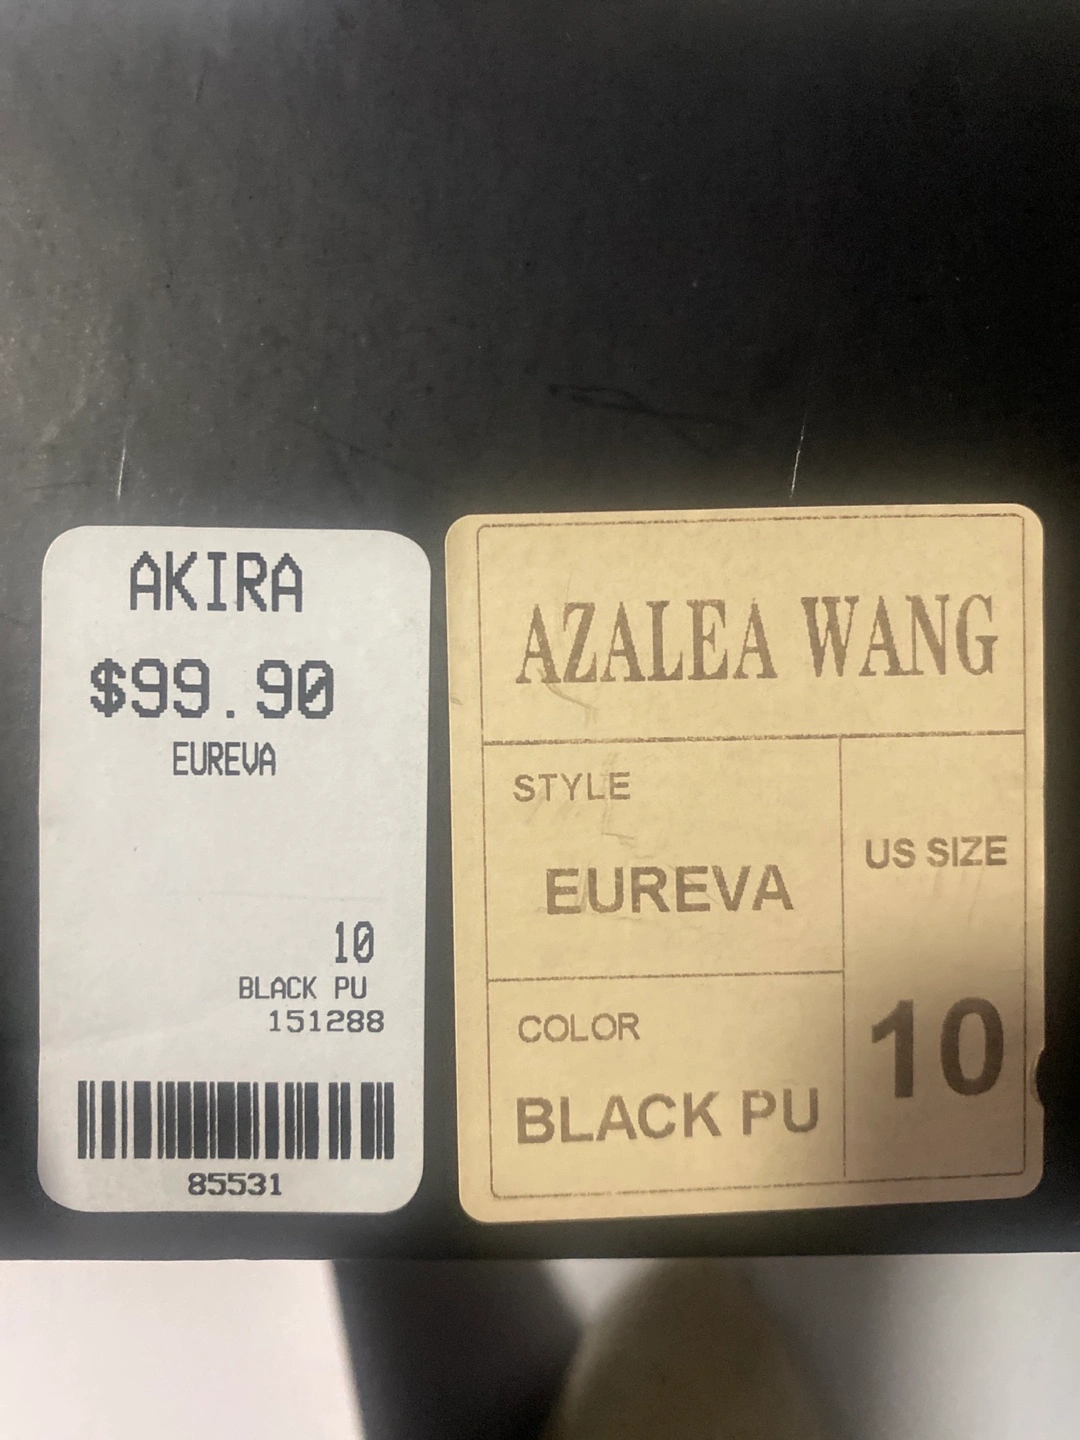 AKIRA
$99.90
EUREVA
10
BLACK PU
151288
85531
AZALEA WANG
STYLE
EUREVA
US SIZE
10
COLOR
BLACK PU